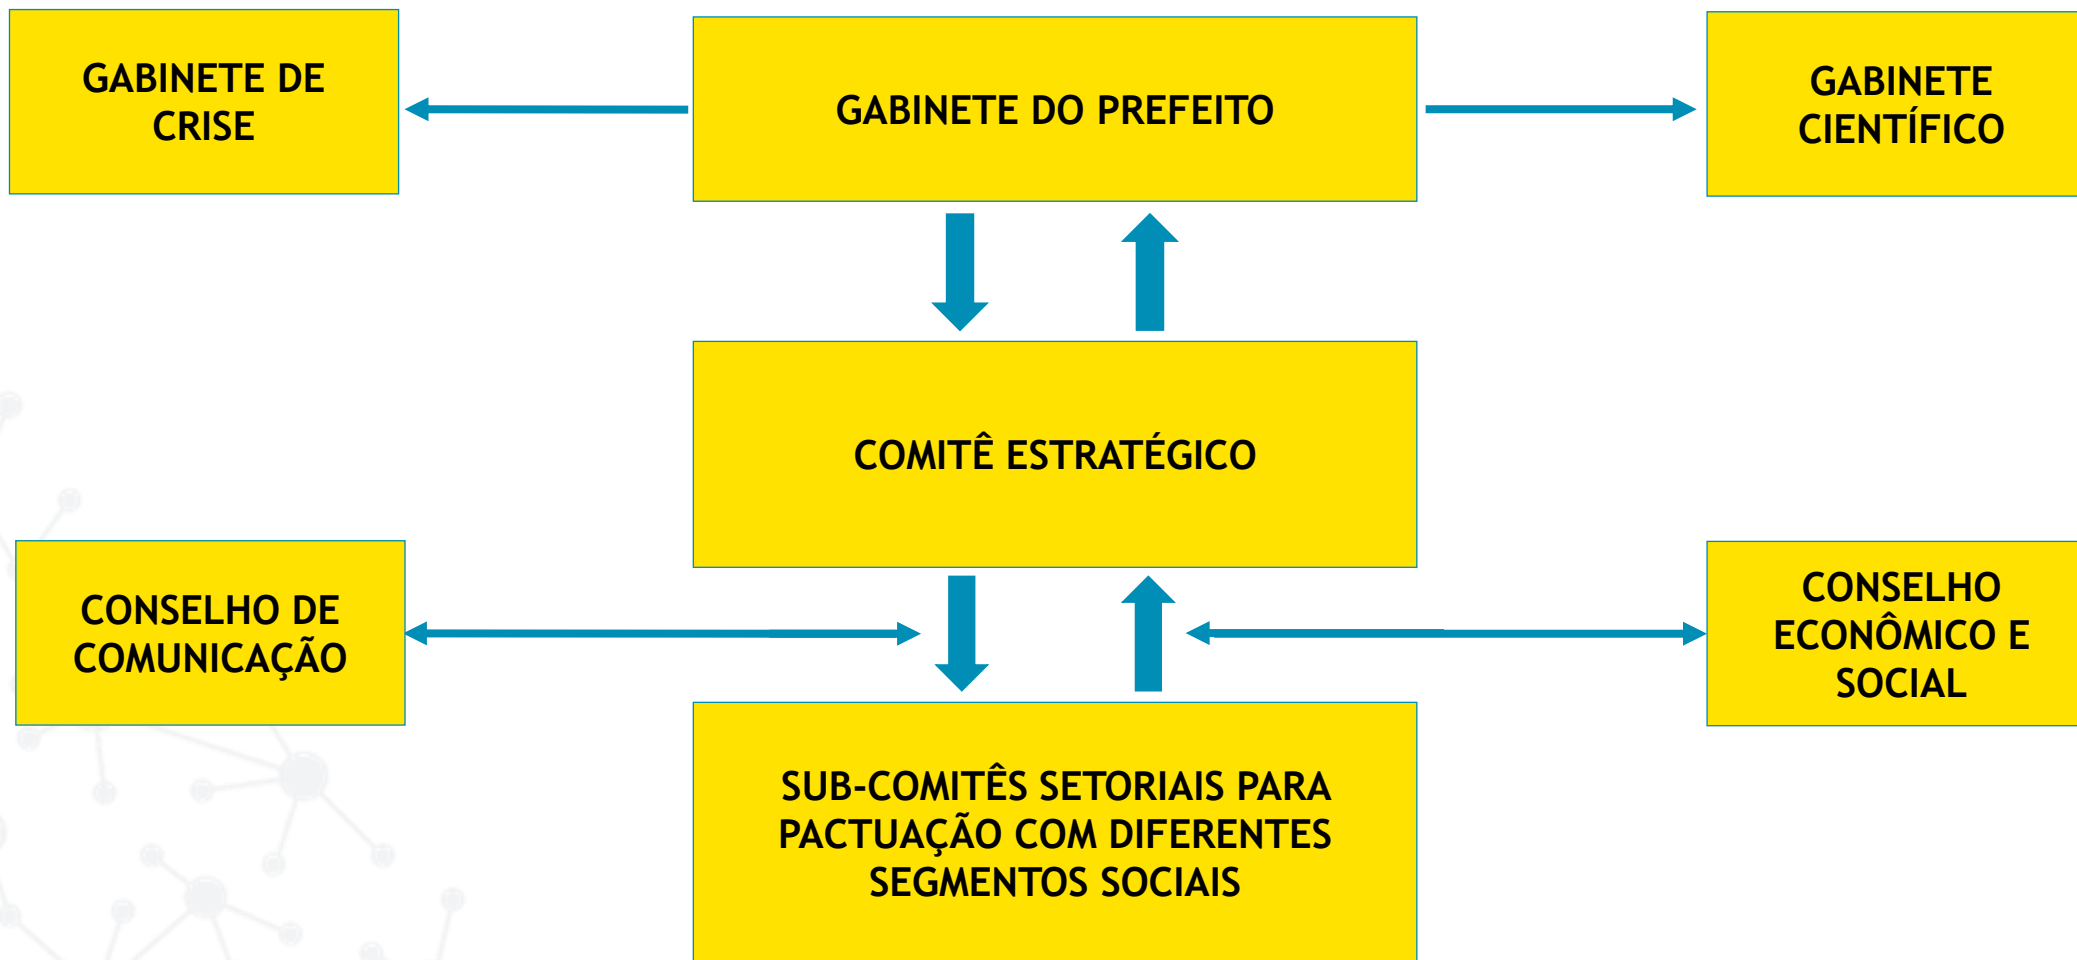 GABINETE DE
CRISE
GABINETE DO PREFEITO
GABINETE
CIENTÍFICO
COMITÊ ESTRATÉGICO
CONSELHO DE
COMUNICAÇÃO
CONSELHO
ECONÔMICO E
SOCIAL
SUB-COMITÊS SETORIAIS PARA
PACTUAÇÃO COM DIFERENTES
SEGMENTOS SOCIAIS